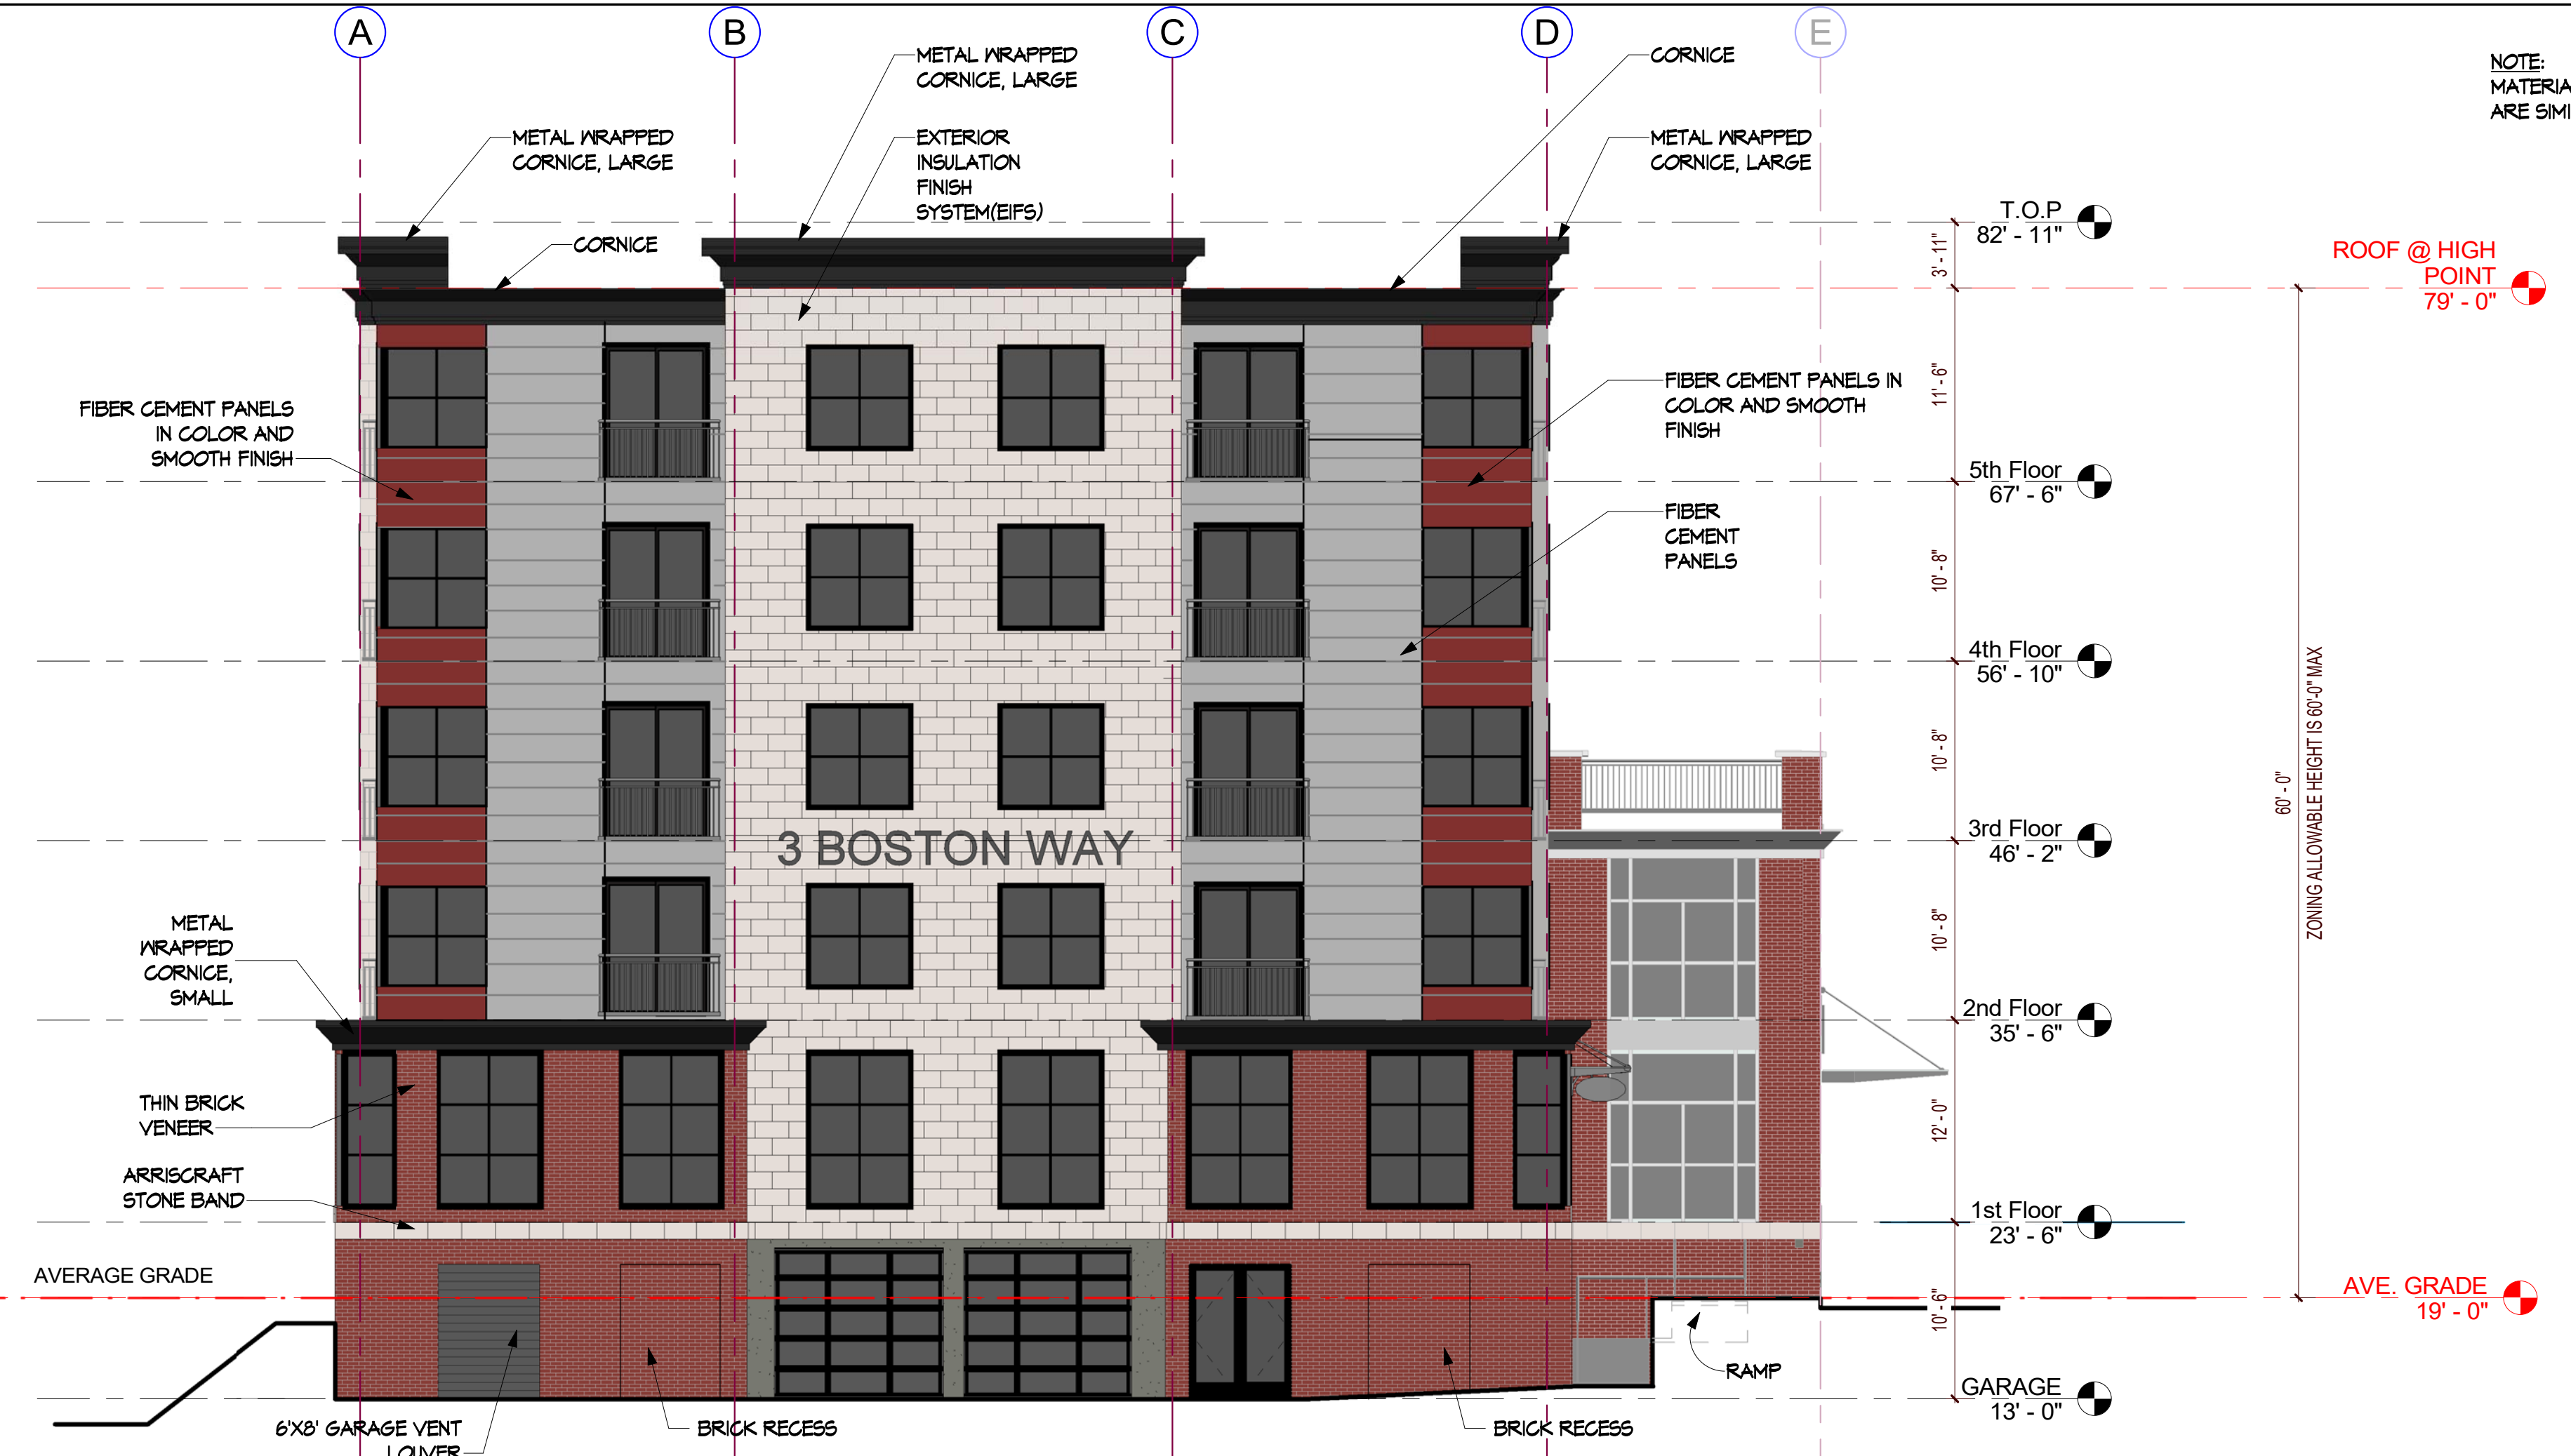 A
B
C
D
E
METAL WRAPPED
CORNICE, LARGE
CORNICE
NOTE:
MATERIA
ARE SIMI
METAL WRAPPED
CORNICE, LARGE
EXTERIOR
INSULATION
FINISH
SYSTEM(EIFS)
METAL WRAPPED
CORNICE, LARGE
CORNICE
T.O.P
82' - 11"
3' - 11"
ROOF @ HIGH
POINT
79' - 0"
FIBER CEMENT PANELS
IN COLOR AND
SMOOTH FINISH
FIBER CEMENT PANELS IN
COLOR AND SMOOTH
FINISH
11' - 6"
5th Floor
67' - 6"
FIBER
CEMENT
PANELS
10' - 8"
4th Floor
56' - 10"
10' - 8"
60' - 0"
ZONING ALLOWABLE HEIGHT IS 60'-0" MAX
3 BOSTON WAY
3rd Floor
46' - 2"
METAL
WRAPPED
CORNICE,
SMALL
10' - 8"
2nd Floor
35' - 6"
THIN BRICK
VENEER
12' - 0"
ARRISCRAFT
STONE BAND
1st Floor
23' - 6"
AVERAGE GRADE
AVE. GRADE
19' - 0"
10' - 6"
RAMP
GARAGE
13' - 0"
6'X8' GARAGE VENT
LOUVER
BRICK RECESS
BRICK RECESS